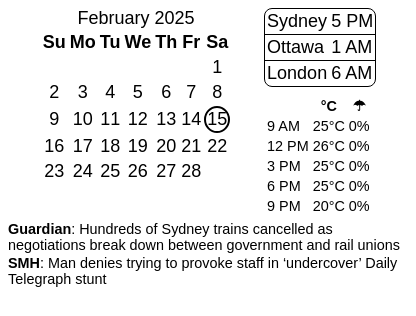 February 2025
Su Mo Tu We Th Fr Sa
1
2 3 4 5 6 7 8
9 10 11 12 13 14 15
16 17 18 19 20 21 22
23 24 25 26 27 28
Sydney 5 PM
Ottawa 1 AM
London 6 AM
°C ☂
9 AM 25°C 0%
12 PM 26°C 0%
3 PM 25°C 0%
6 PM 25°C 0%
9 PM 20°C 0%
Guardian: Hundreds of Sydney trains cancelled as
negotiations break down between government and rail unions
SMH: Man denies trying to provoke staff in ‘undercover’ Daily
Telegraph stunt